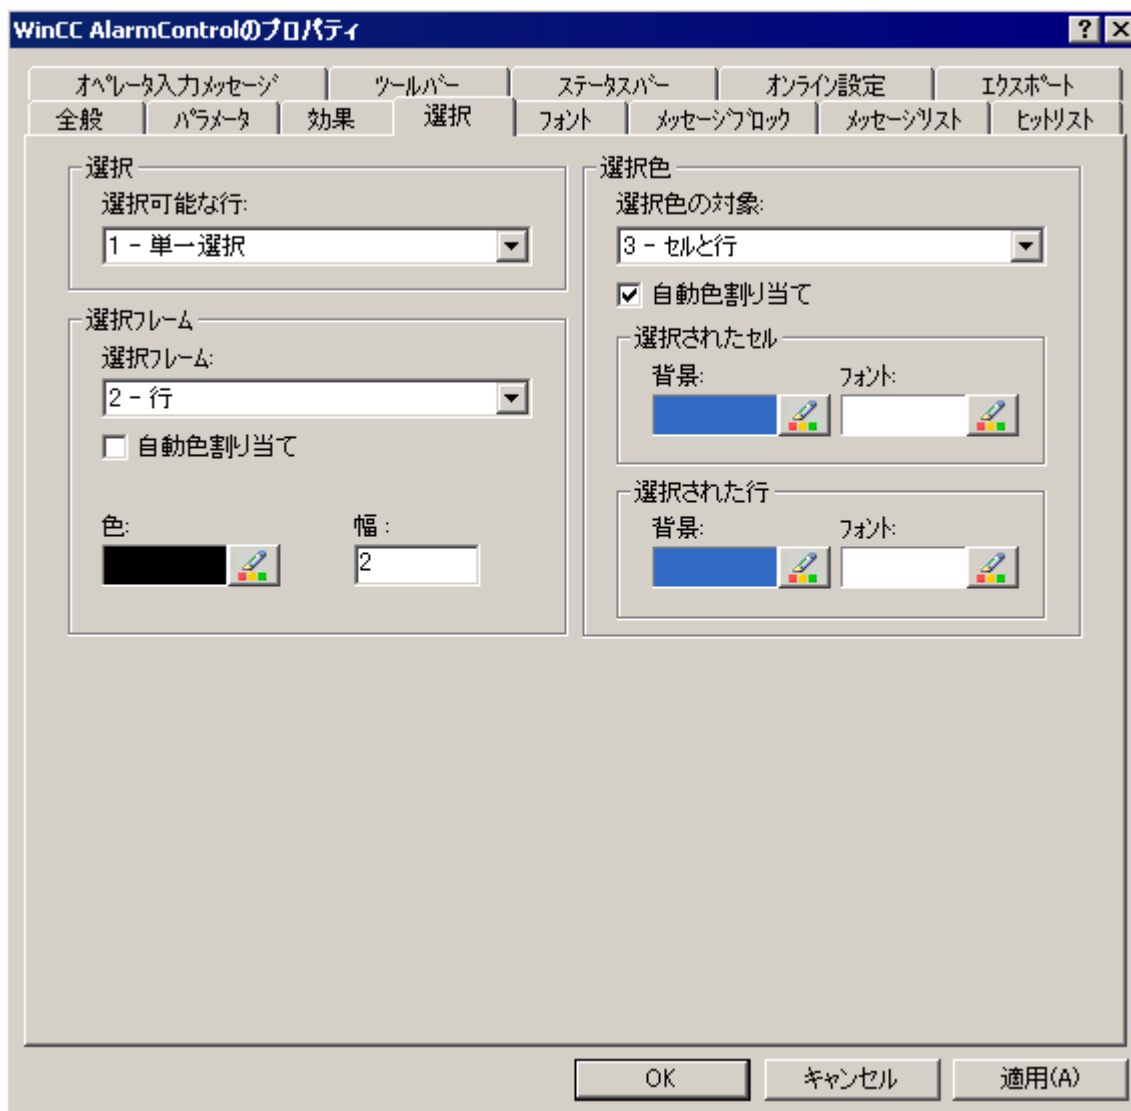 WinCC AlarmControlのプロパティ
オペレータ入力メッセージ ツールバー ステータスバー オンライン設定 エクスポート
全般 パラメータ 効果 選択 フォント メッセージブロック メッセージリスト ヒットリスト
選択
選択可能な行:
1 - 単一選択
選択フレーム
選択フレーム:
2 - 行
自動色割り当て
色: 幅:
2
選択色
選択色の対象:
3 - セルと行
自動色割り当て
選択されたセル
背景: フォント:
選択された行
背景: フォント:
OK キャンセル 適用(A)